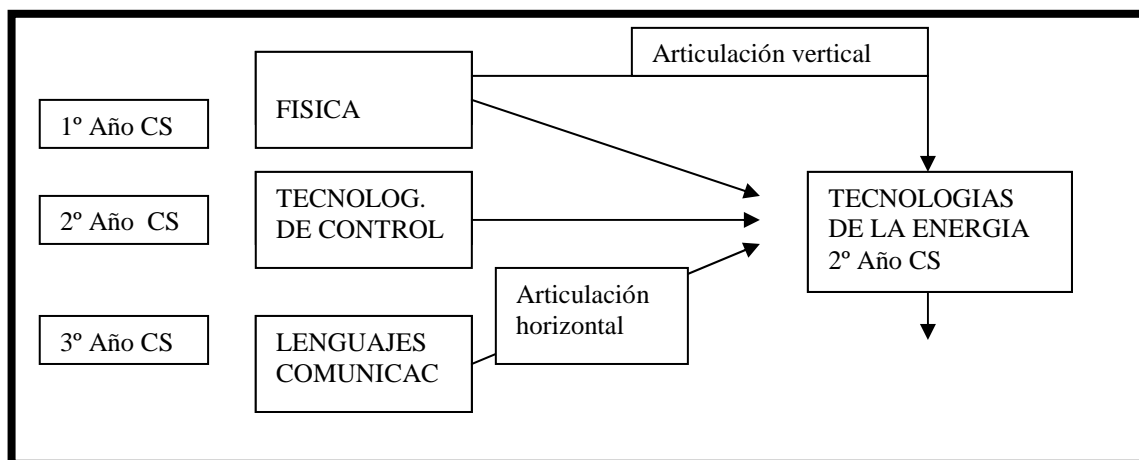 Articulación vertical
1º Año CS
FISICA
2º Año  CS
TECNOLOG.
DE CONTROL
TECNOLOGIAS
DE LA ENERGIA
2º Año CS
Articulación
horizontal
3º Año CS
LENGUAJES
COMUNICAC